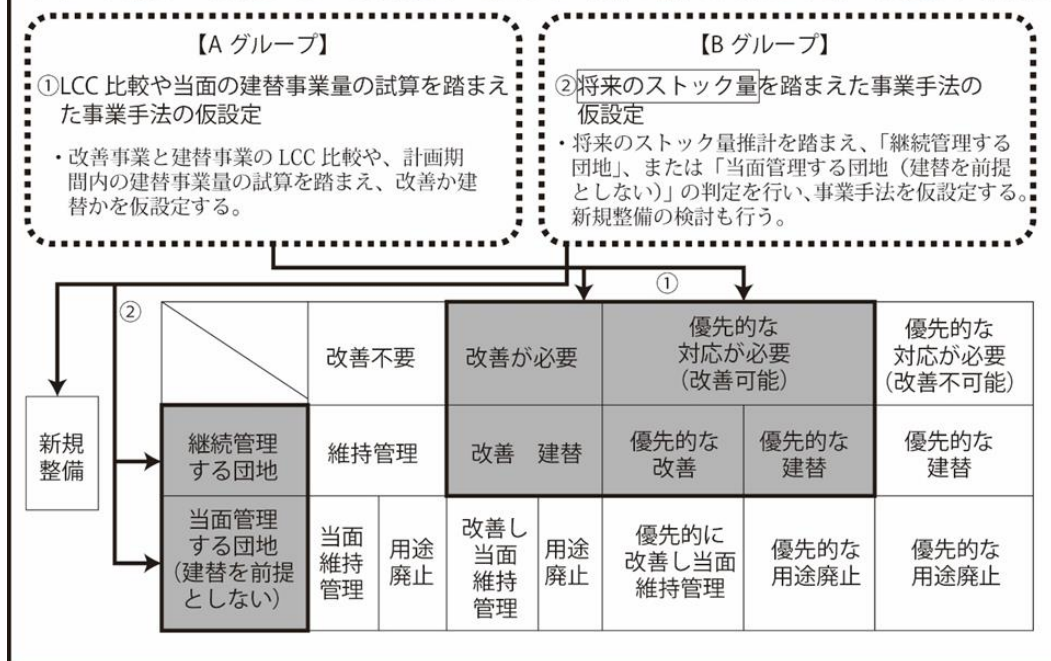 【A グループ】
①LCC 比較や当面の建替事業量の試算を踏まえ
た事業手法の仮設定
・改善事業と建替事業の LCC 比較や、計画期
間内の建替事業量の試算を踏まえ、改善か建
替かを仮設定する。
【B グループ】
②将来のストック量を踏まえた事業手法の
仮設定
・将来のストック量推計を踏まえ、「継続管理する
団地」、または「当面管理する団地（建替を前提
としない）」の判定を行い、事業手法を仮設定する。
新規整備の検討も行う。
①
②
改善不要
改善が必要
優先的な
対応が必要
（改善可能）
優先的な
対応が必要
（改善不可能）
新規
整備
継続管理
する団地
維持管理
改善 建替
優先的な
改善
優先的な
建替
優先的な
建替
当面管理
する団地
（建替を前提
としない）
当面
維持
管理
用途
廃止
改善し
当面
維持
管理
用途
廃止
優先的に
改善し当面
維持管理
優先的な
用途廃止
優先的な
用途廃止